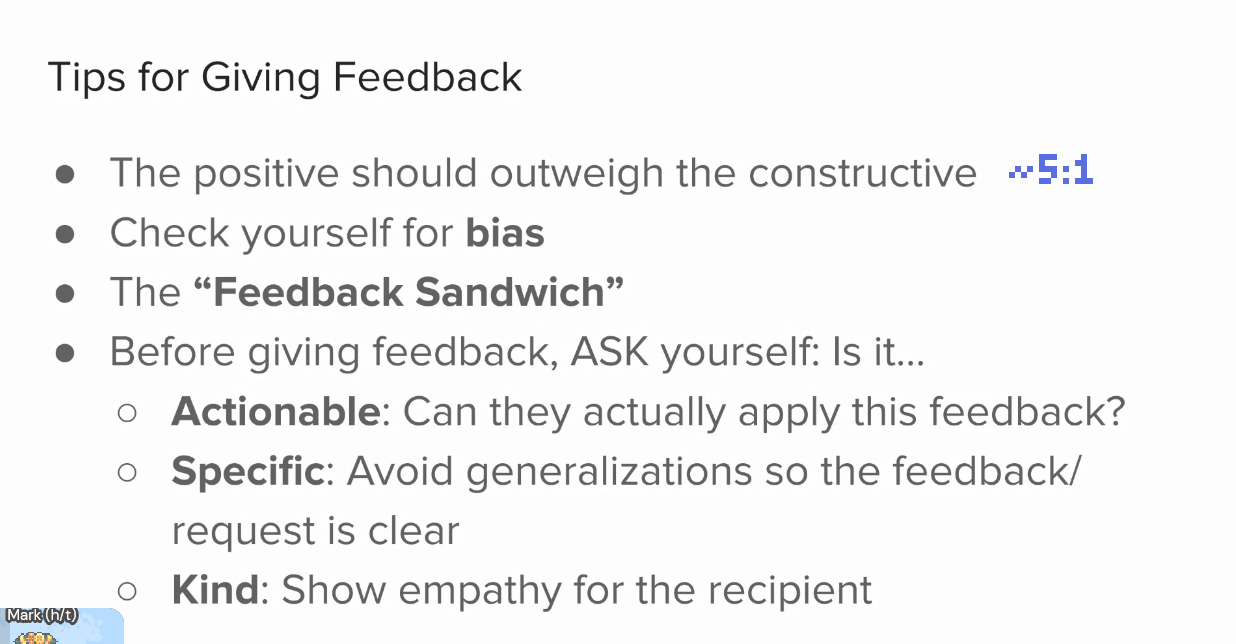 Tips for Giving Feedback
● The positive should outweigh the constructive ~5:1
● Check yourself for bias
● The “Feedback Sandwich”
● Before giving feedback, ASK yourself: Is it...
○ Actionable: Can they actually apply this feedback?
○ Specific: Avoid generalizations so the feedback/
request is clear
○ Kind: Show empathy for the recipient
Mark (h/t)